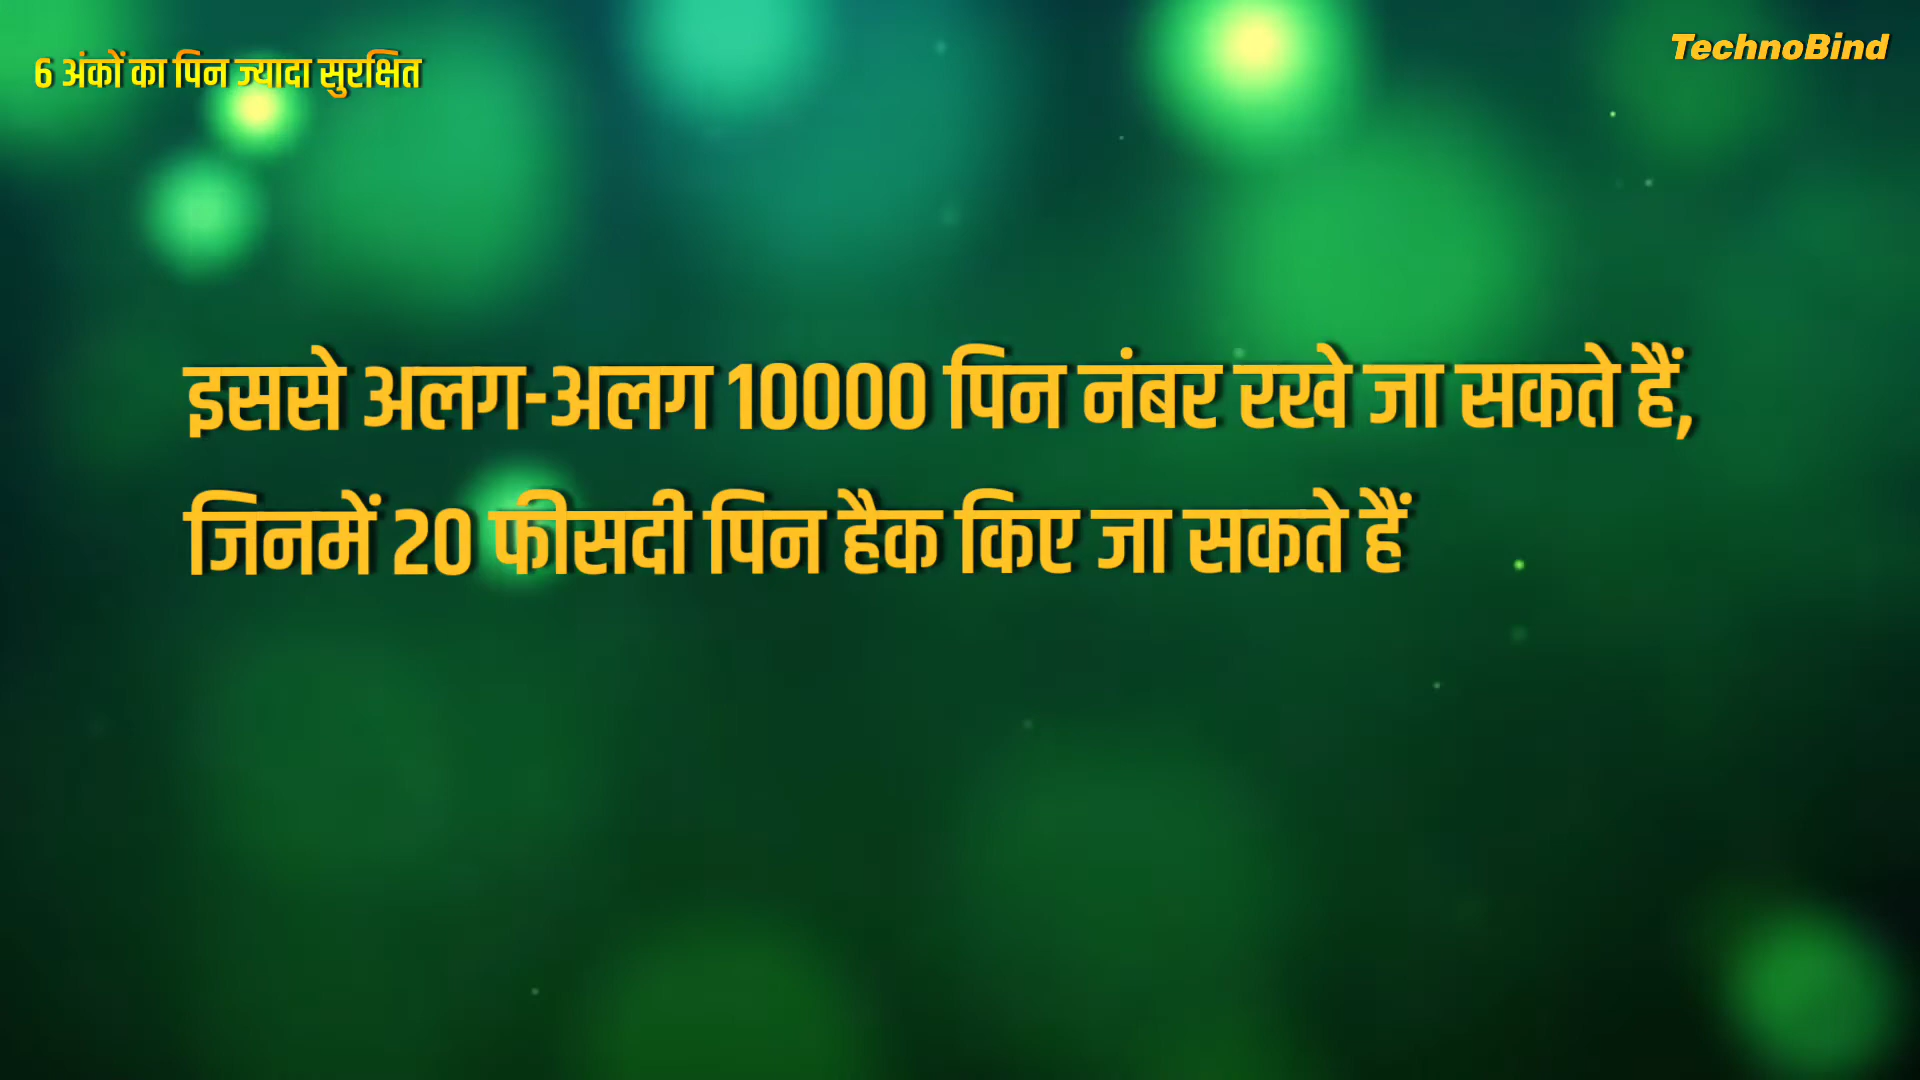 6 अंकों का पिन ज्यादा सुरक्षित
TechnoBind
इससे अलग-अलग 10000 पिन नंबर रखे जा सकते हैं,
जिनमें 20 फीसदी पिन हैक किए जा सकते हैं